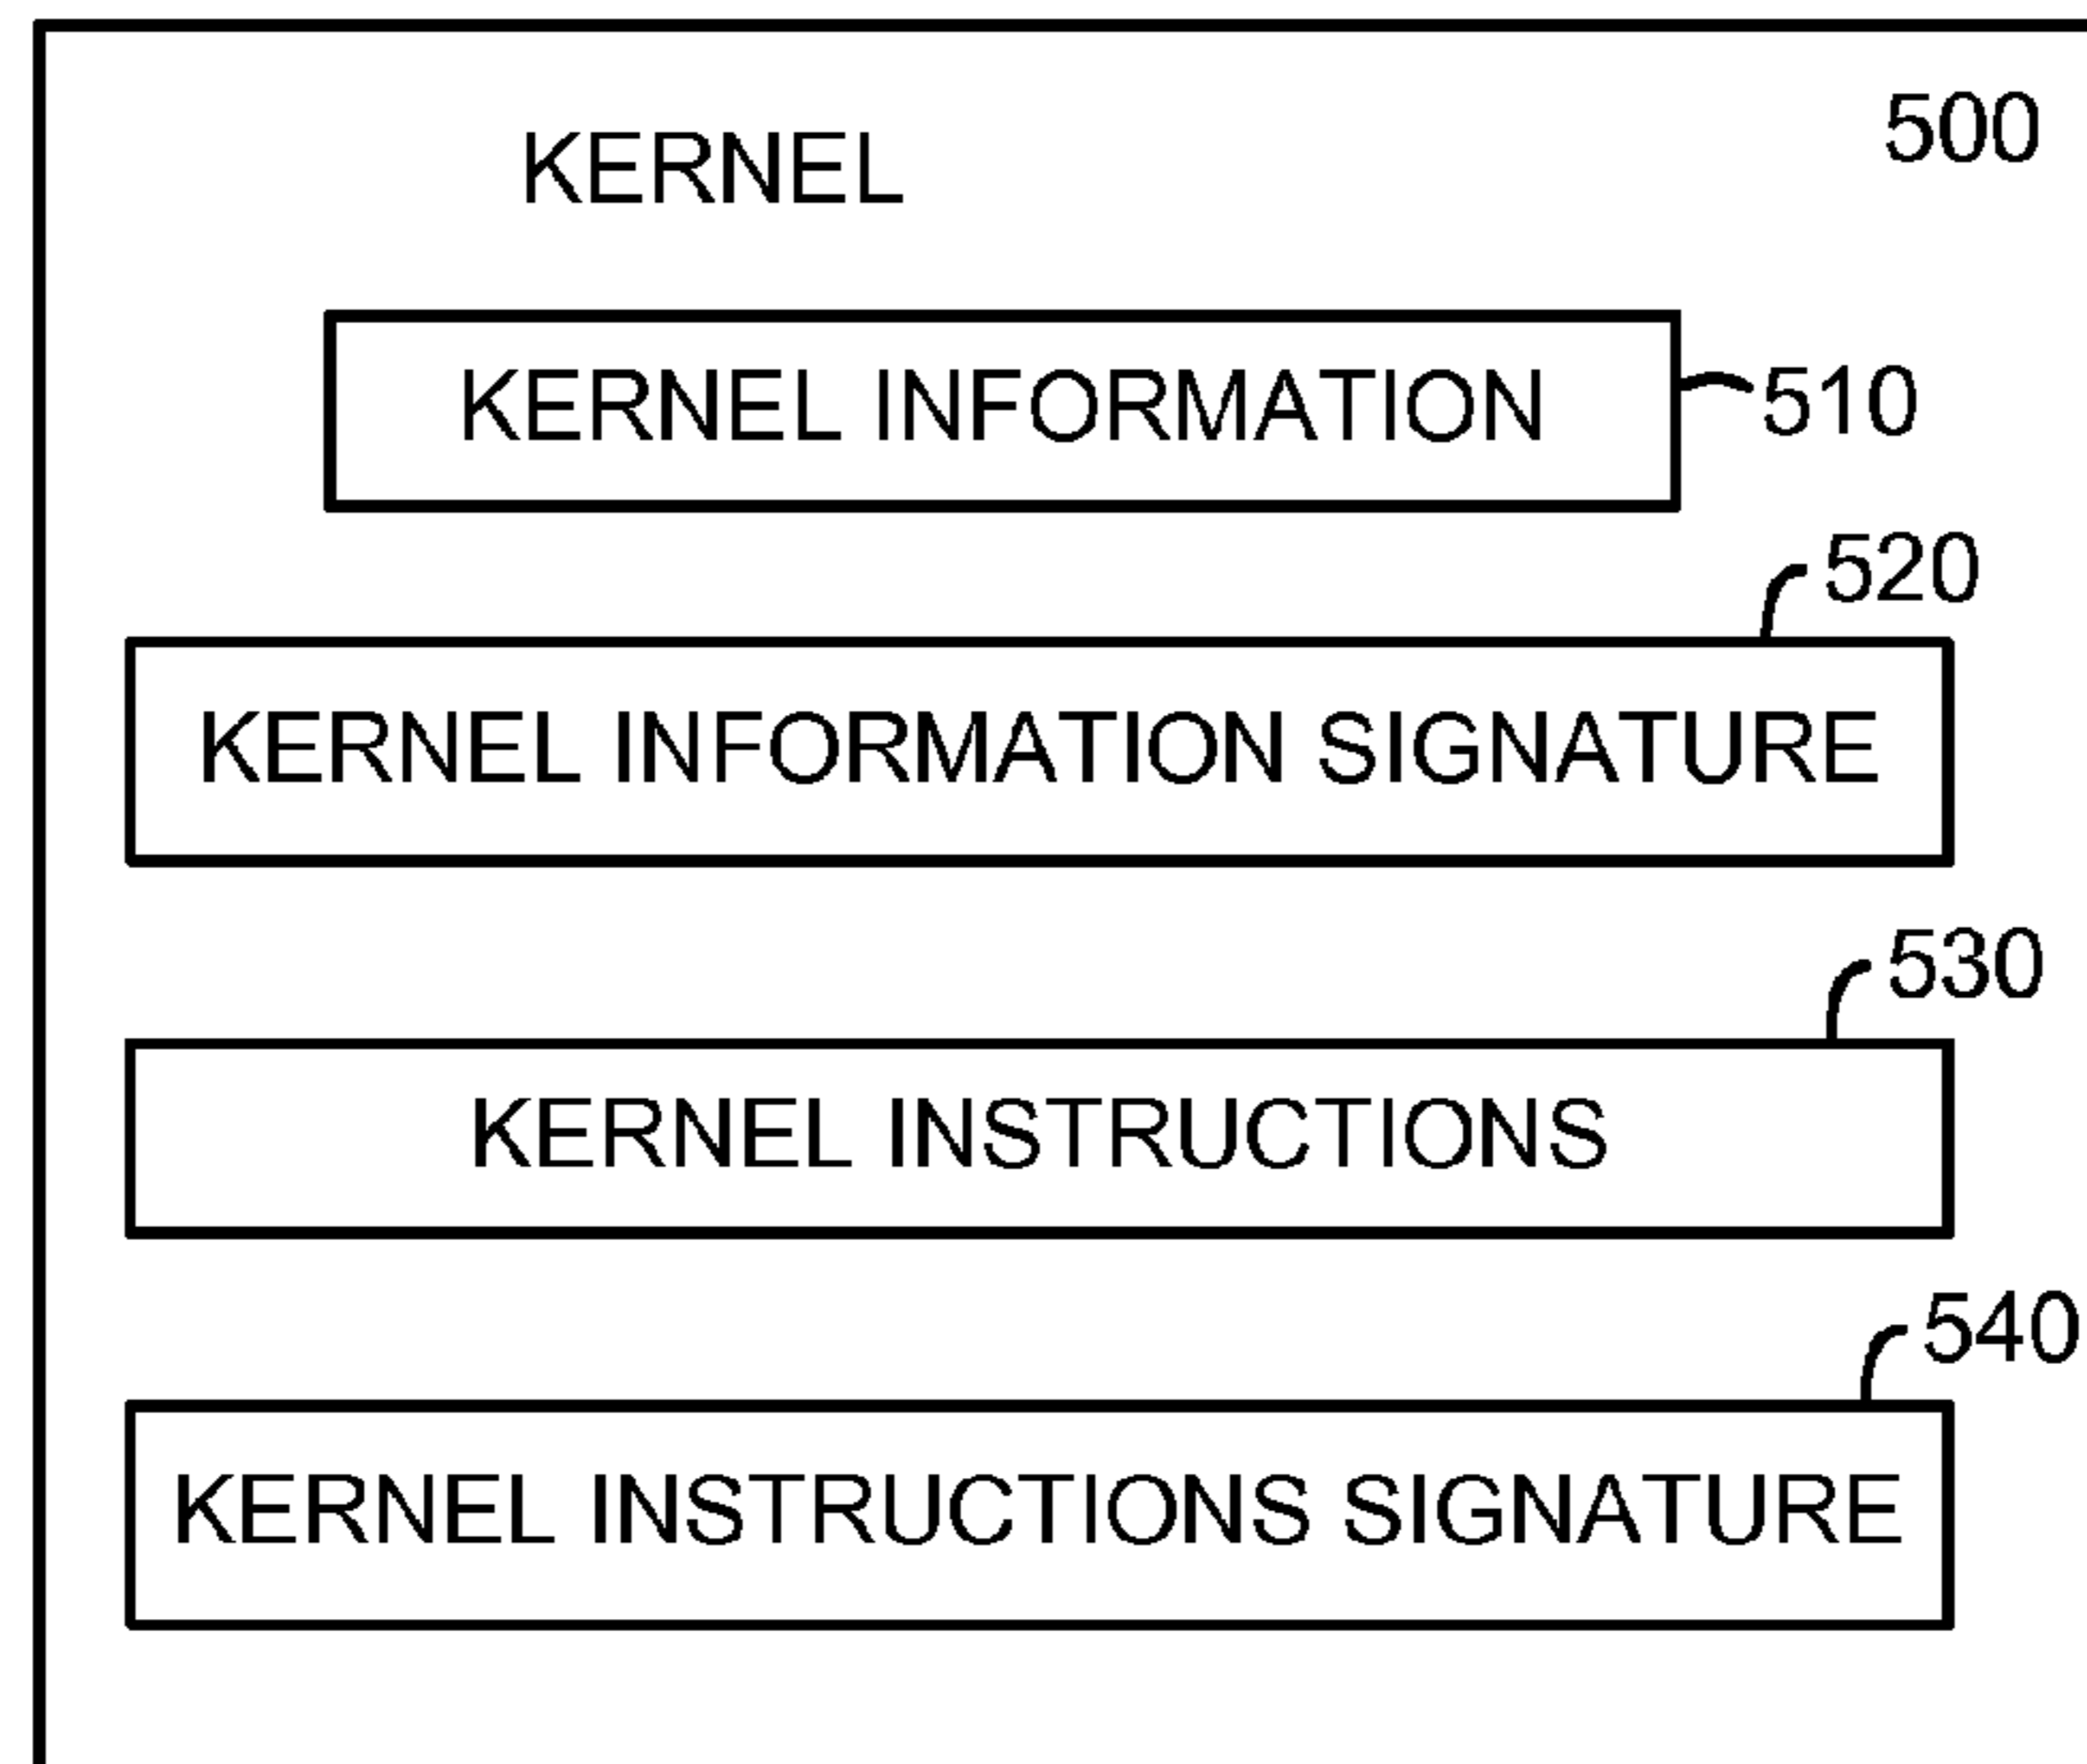 500
KERNEL
KERNEL INFORMATION
510
520
KERNEL INFORMATION SIGNATURE
530
KERNEL INSTRUCTIONS
540
KERNEL INSTRUCTIONS SIGNATURE